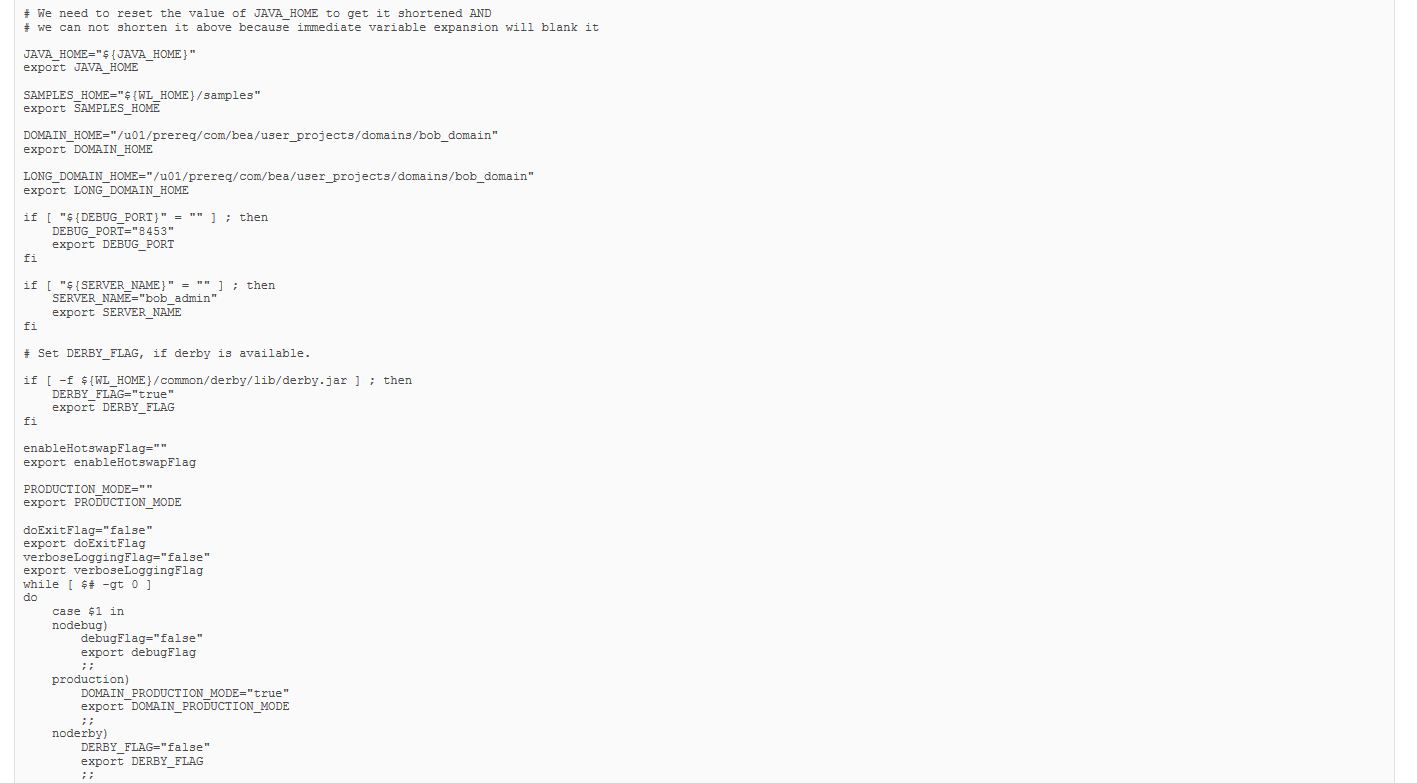 # We need to reset the value of JAVA_HOME to get it shortened AND
# we can not shorten it above because immediate variable expansion will blank it
JAVA_HOME="${JAVA_HOME}"
export JAVA_HOME
SAMPLES_HOME="${WL_HOME}/samples"
export SAMPLES_HOME
DOMAIN_HOME="/u01/prereq/com/bea/user_projects/domains/bob_domain"
export DOMAIN_HOME
LONG_DOMAIN_HOME="/u01/prereq/com/bea/user_projects/domains/bob_domain"
export LONG_DOMAIN_HOME
if [ "${DEBUG_PORT}" = "" ] ; then
    DEBUG_PORT="8453"
    export DEBUG_PORT
fi
if [ "${SERVER_NAME}" = "" ] ; then
    SERVER_NAME="bob_admin"
    export SERVER_NAME
fi
# Set DERBY_FLAG, if derby is available.
if [ -f ${WL_HOME}/common/derby/lib/derby.jar ] ; then
    DERBY_FLAG="true"
    export DERBY_FLAG
fi
enableHotswapFlag=""
export enableHotswapFlag
PRODUCTION_MODE=""
export PRODUCTION_MODE
doExitFlag="false"
export doExitFlag
verboseLoggingFlag="false"
export verboseLoggingFlag
while [ $# -gt 0 ]
do
    case $1 in
    nodebug)
        debugFlag="false"
        export debugFlag
        ;;
    production)
        DOMAIN_PRODUCTION_MODE="true"
        export DOMAIN_PRODUCTION_MODE
        ;;
    noderby)
        DERBY_FLAG="false"
        export DERBY_FLAG
        ;;